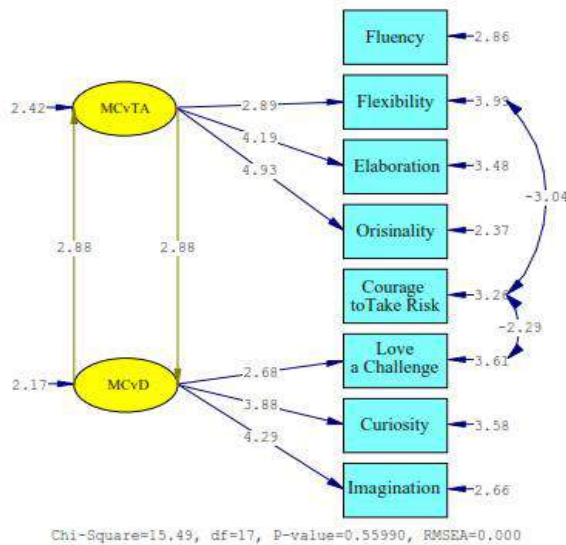 Fluency
2.86
2.42
MCvTA
2.89
Flexibility
3.99
4.19
Elaboration
3.48
4.93
-3.04
Orisinality
2.37
2.88
2.88
Courage
toTake Risk
3.26
-2.29
Love
a Challenge
3.61
2.68
2.17
MCvD
3.88
Curiosity
3.58
4.29
Imagination
2.66
Chi-Square=15.49, df=17, P-value=0.55990, RMSEA=0.000